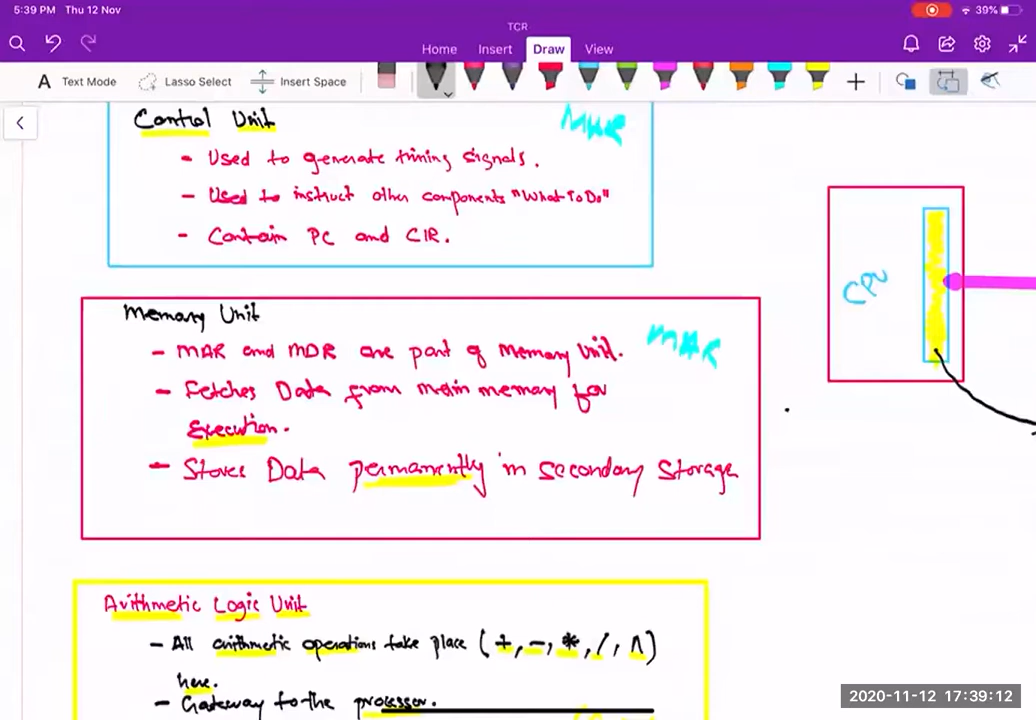 5:39 PM Thu 12 Nov
39%
TCR
Home Insert Draw View
A Text Mode Lasso Select Insert Space
Control Unit
- Used to generate timing signals.
- Used to instruct other components "What To Do"
- Contain PC and CIR.
CPU
Memory Unit
- MAR and MDR are part of Memory Unit.
- Fetches Data from main memory for
Execution.
- Stores Data permanently in secondary storage
Arithmetic Logic Unit
- All arithmetic operations take place (+, -, *, /, ^)
here.
- Gateway to the processor.
2020-11-12 17:39:12